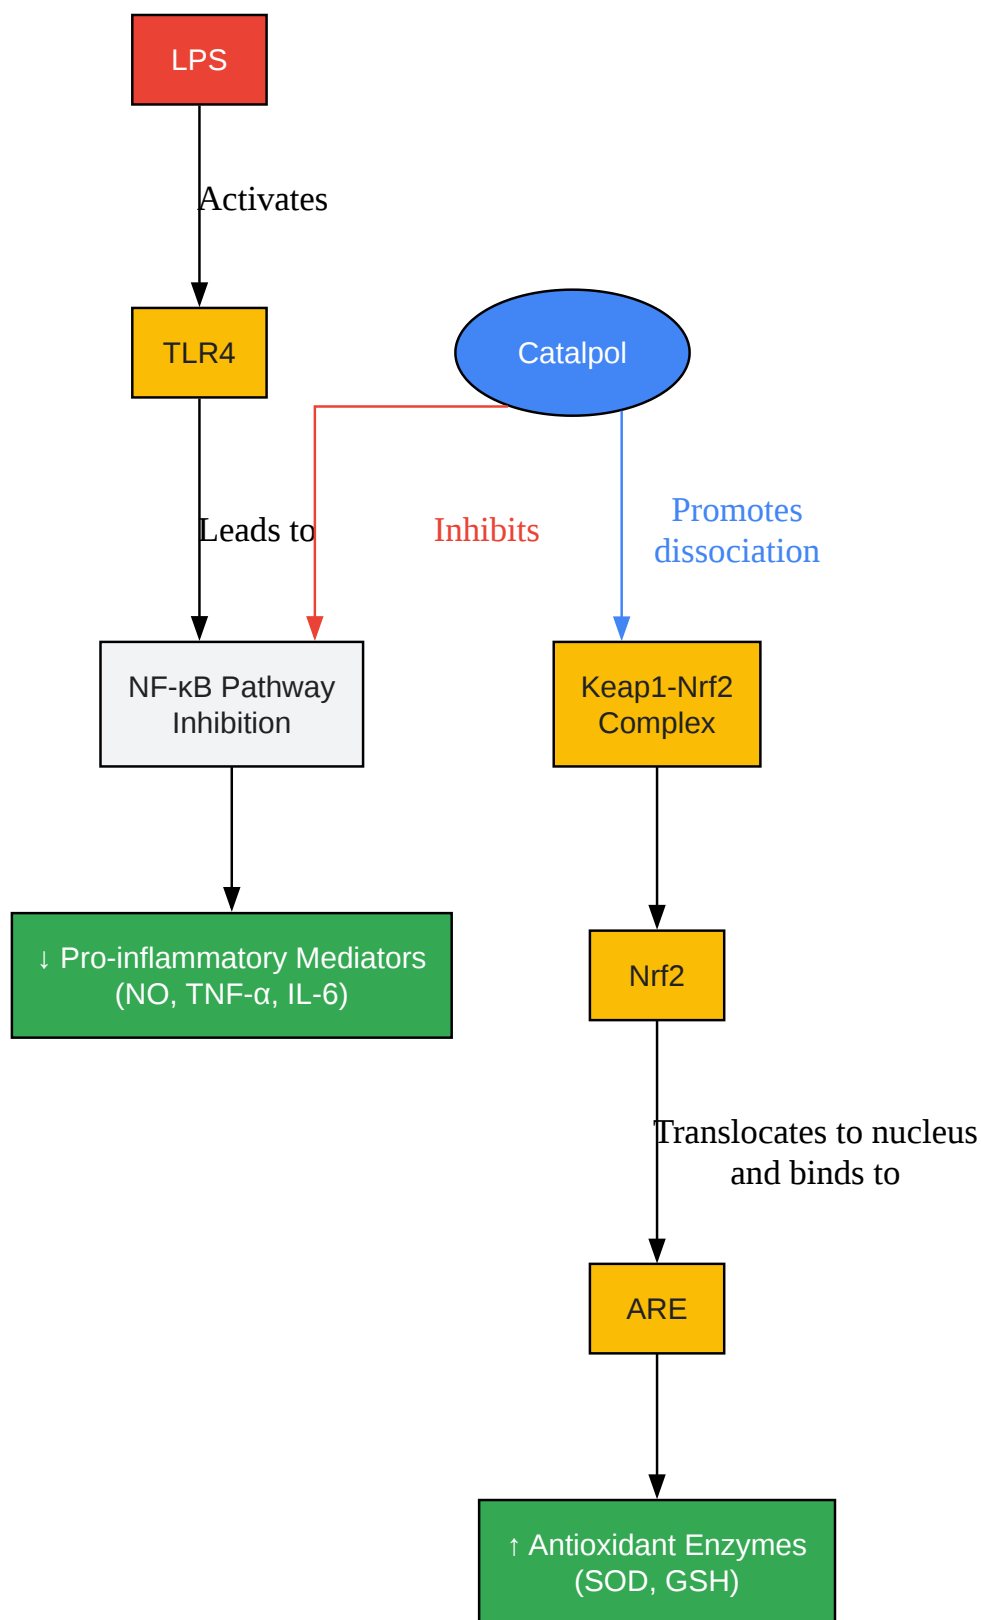 LPS
Activates
TLR4
Catalpol
Leads to
Inhibits
Promotes
dissociation
NF-κB Pathway
Inhibition
Keap1-Nrf2
Complex
↓ Pro-inflammatory Mediators
(NO, TNF-α, IL-6)
Nrf2
Translocates to nucleus
and binds to
ARE
↑ Antioxidant Enzymes
(SOD, GSH)